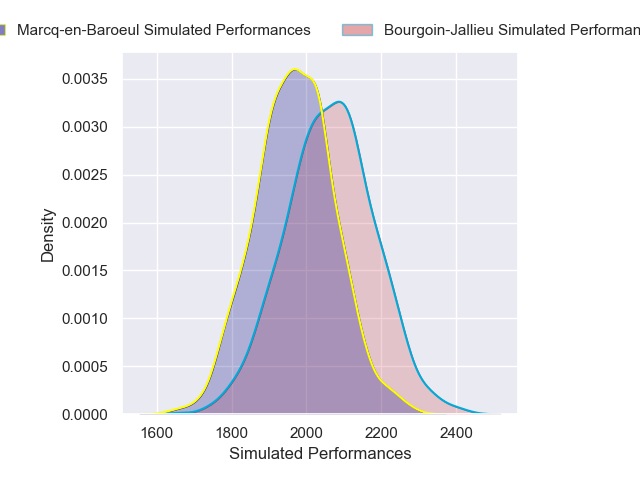 Marcq-en-Baroeul Simulated Performances Bourgoin-Jallieu Simulated Performan
0.0035
0.0030
0.0025
0.0020
0.0015
0.0010
0.0005
0.0000
Density
1600 1800 2000 2200 2400
Simulated Performances